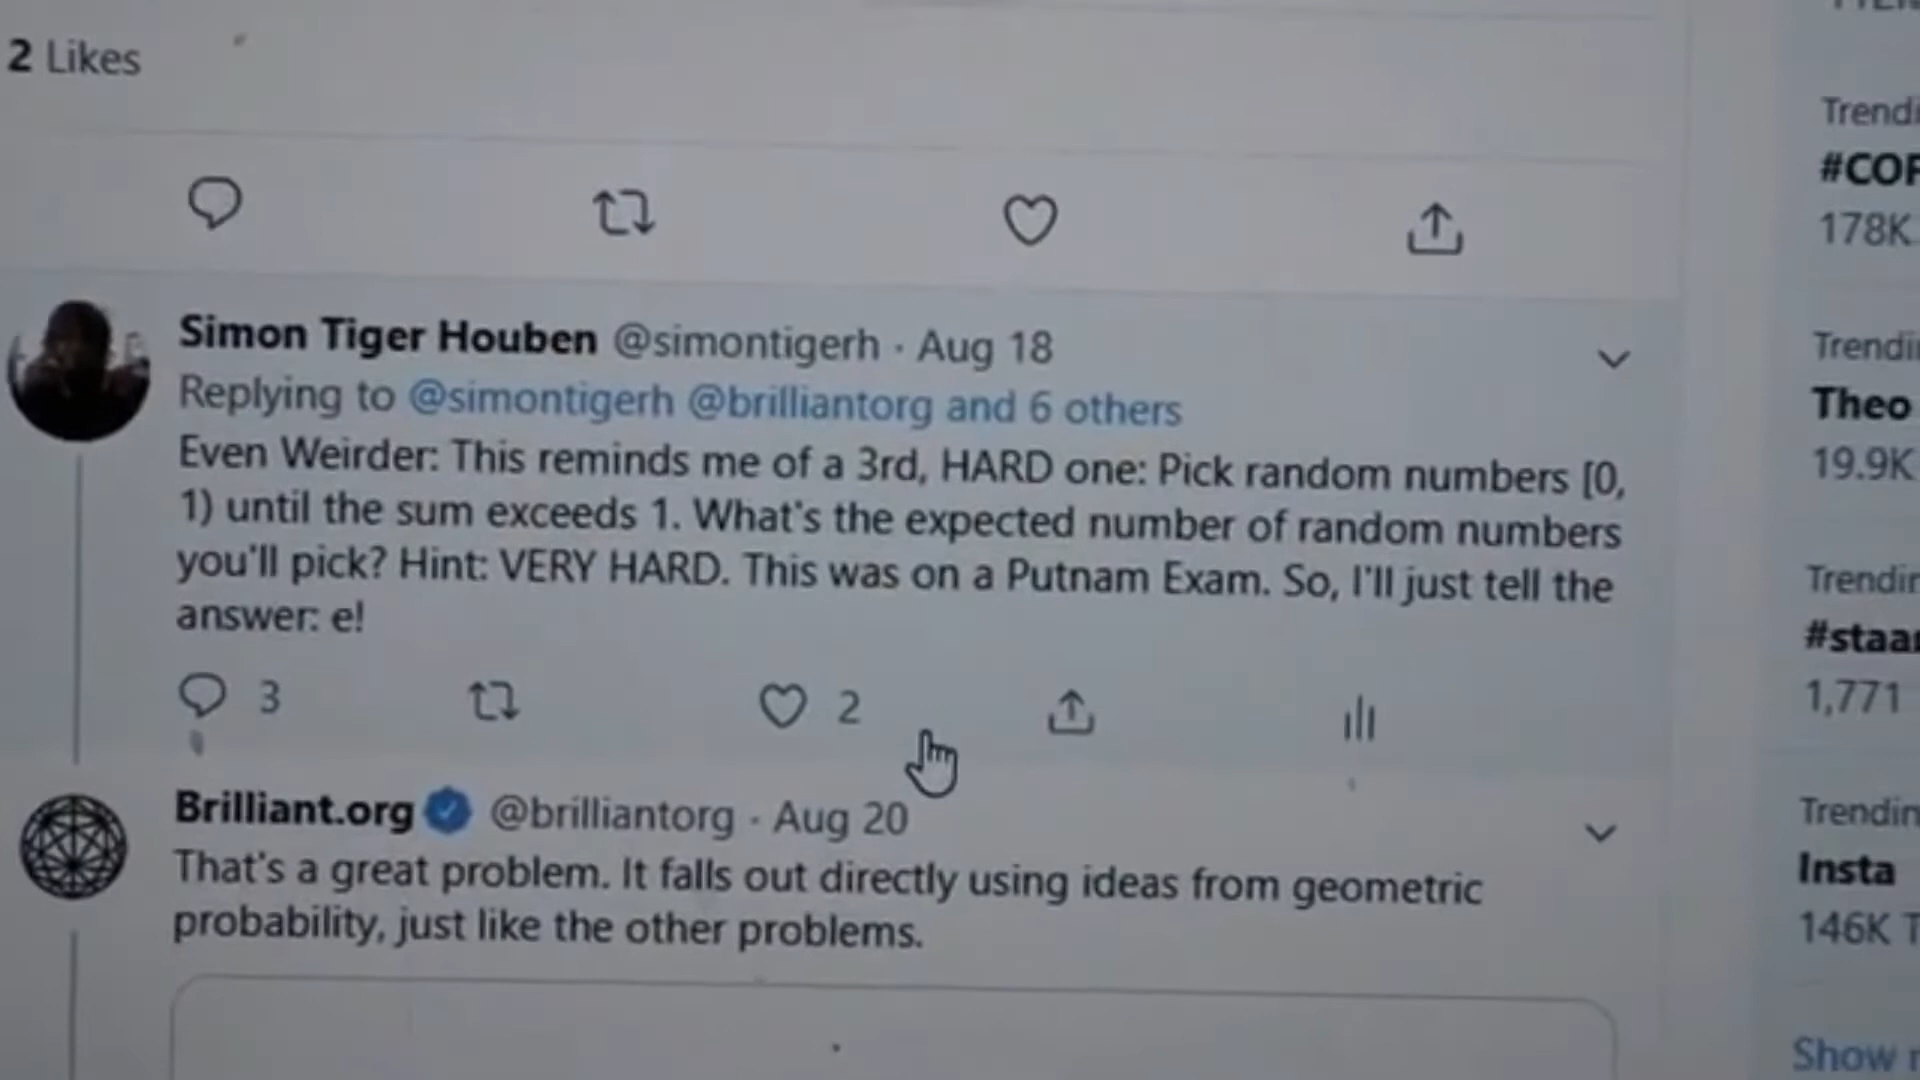 2 Likes
Simon Tiger Houben @simontigerh · Aug 18
Replying to @simontigerh @brilliantorg and 6 others
Even Weirder: This reminds me of a 3rd, HARD one: Pick random numbers [0,
1) until the sum exceeds 1. What's the expected number of random numbers
you'll pick? Hint: VERY HARD. This was on a Putnam Exam. So, I'll just tell the
answer: e!
3 2
Brilliant.org @brilliantorg · Aug 20
That's a great problem. It falls out directly using ideas from geometric
probability, just like the other problems.
Trendi
#COF
178K
Trendin
Theo
19.9K
Trendin
#staa
1,771
Trendin
Insta
146K T
Show